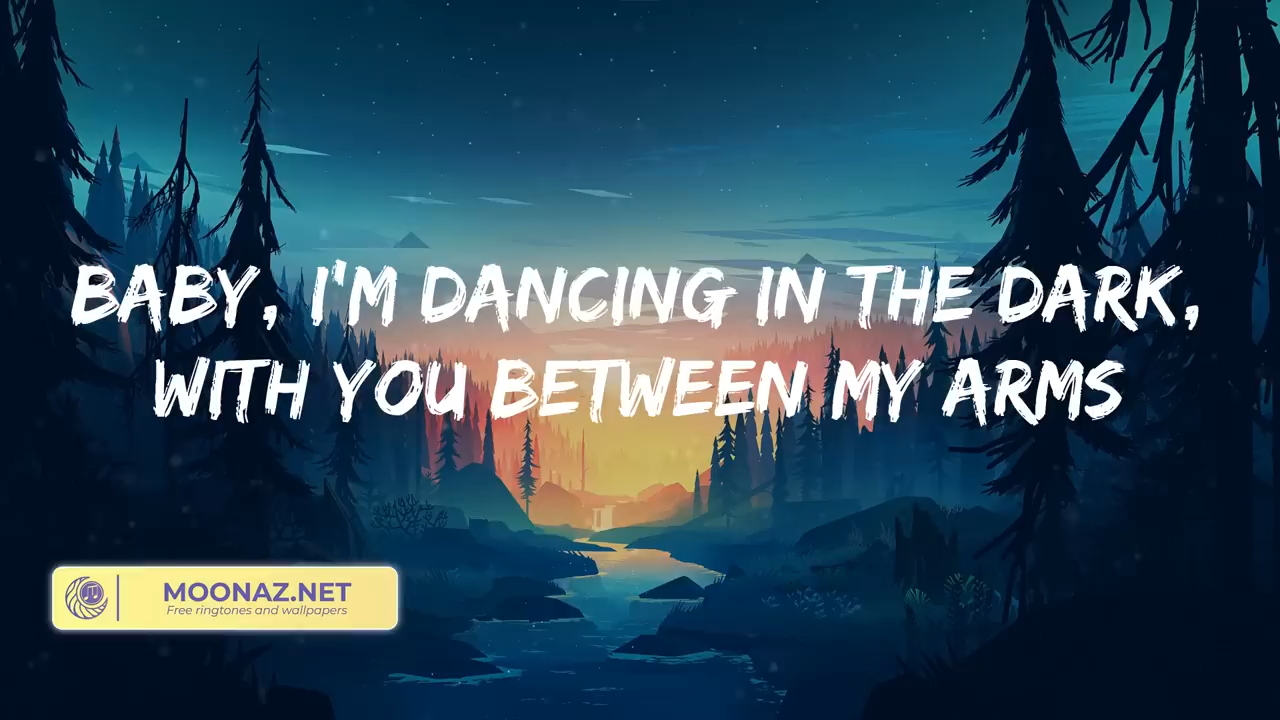 BABY, I'M DANCING IN THE DARK,
WITH YOU BETWEEN MY ARMS
MOONAZ.NET
Free ringtones and wallpapers